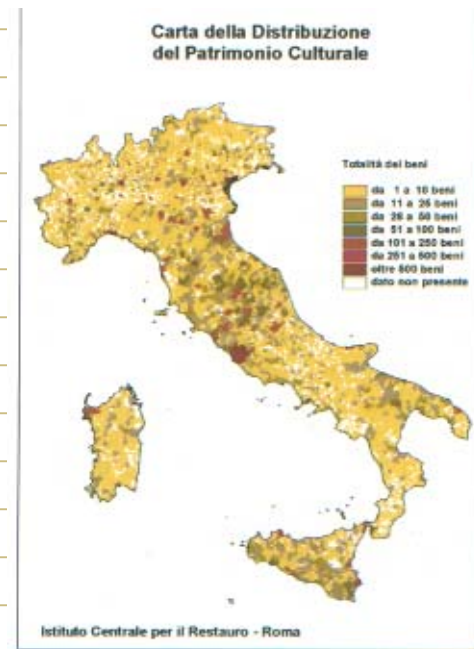 Carta della Distribuzione
del Patrimonio Culturale
Totalità dei beni
da 1 a 10 beni
da 11 a 25 beni
da 26 a 50 beni
da 51 a 100 beni
da 101 a 250 beni
da 251 a 500 beni
oltre 500 beni
dato non presente
Istituto Centrale per il Restauro - Roma